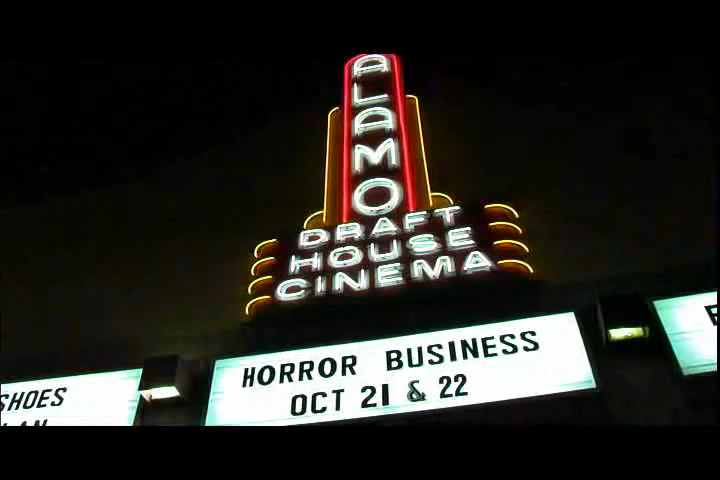 ALAMO
DRAFT
HOUSE
CINEMA
HORROR BUSINESS
OCT 21 & 22
SHOES